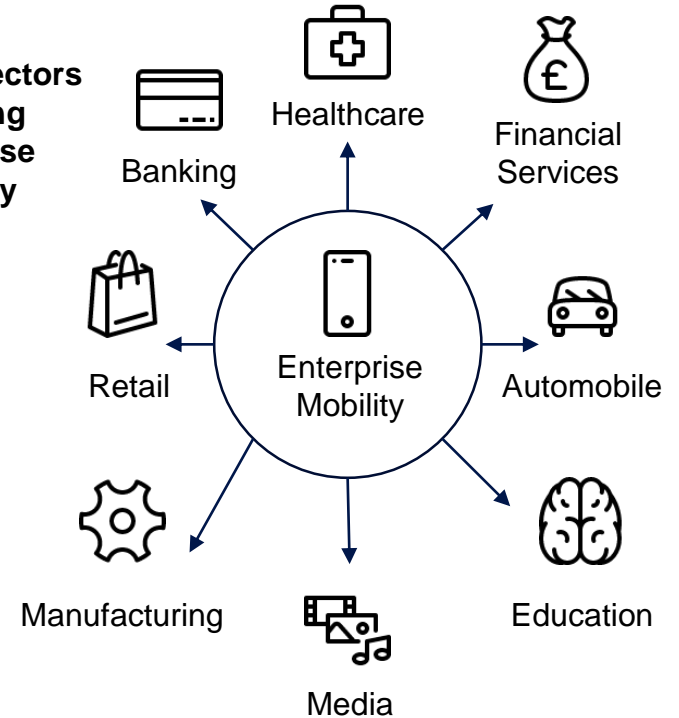 Healthcare
Banking
Financial
Services
£
Enterprise
Mobility
Retail
Automobile
Manufacturing
Education
Media